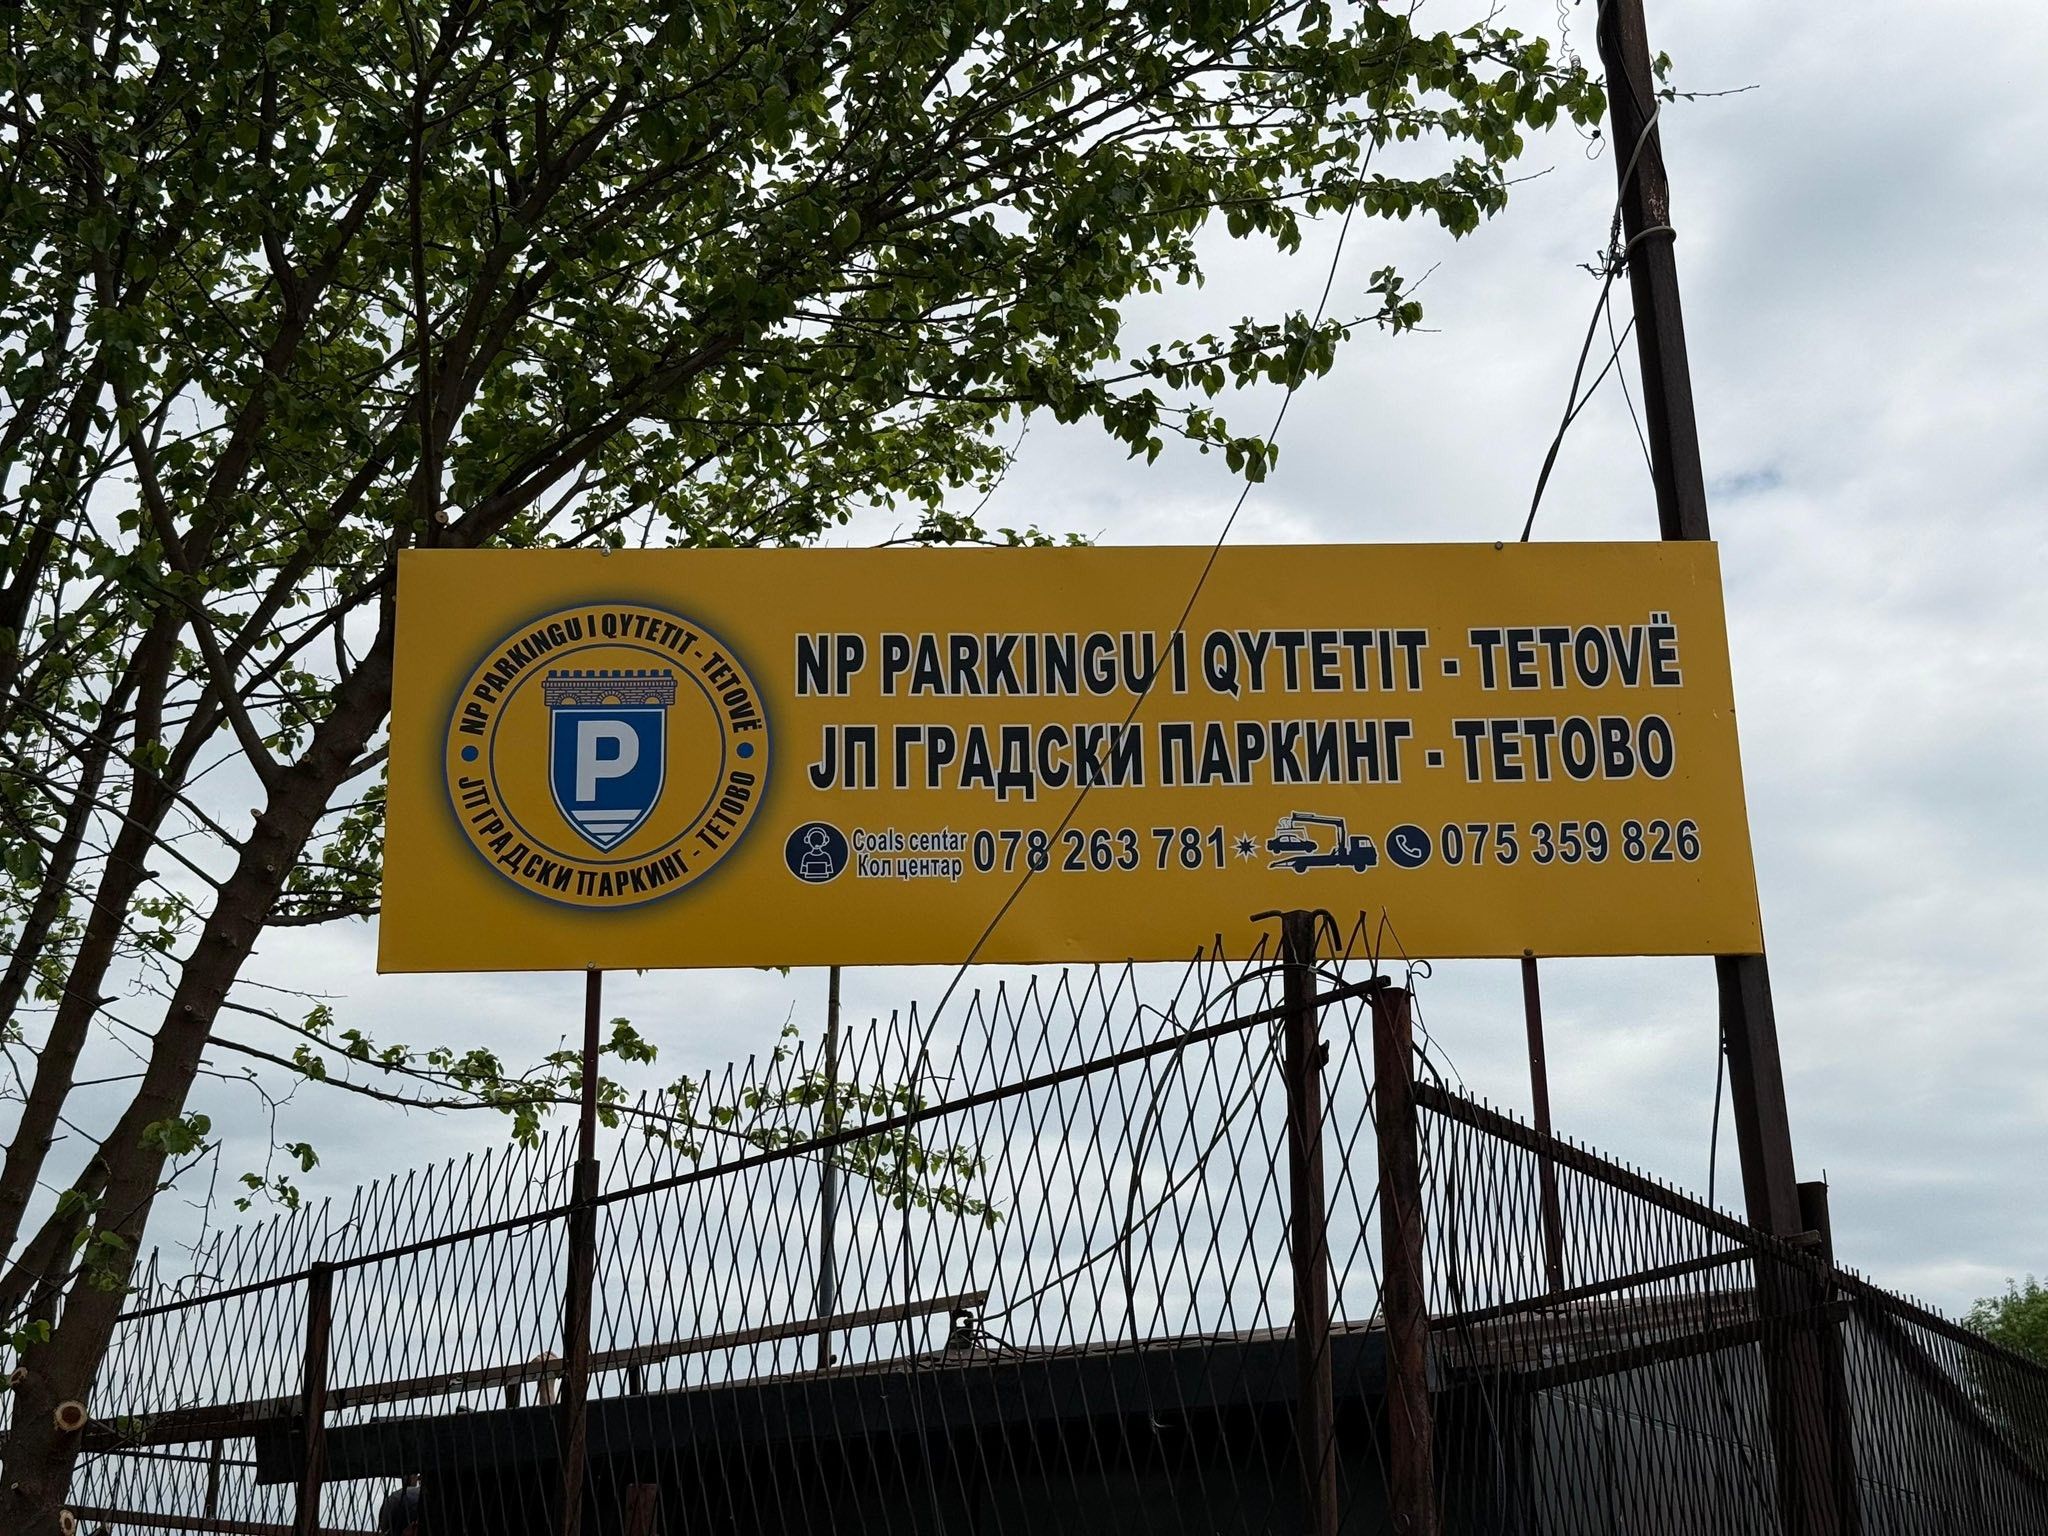 NP PARKINGU I QYTETIT - TETOVË
ЈП ГРАДСКИ ПАРКИНГ - ТЕТОВО
P
NP PARKINGU I QYTETIT - TETOVË
ЈП ГРАДСКИ ПАРКИНГ - ТЕТОВО
Coals centar
Кол центар
078 263 781
075 359 826